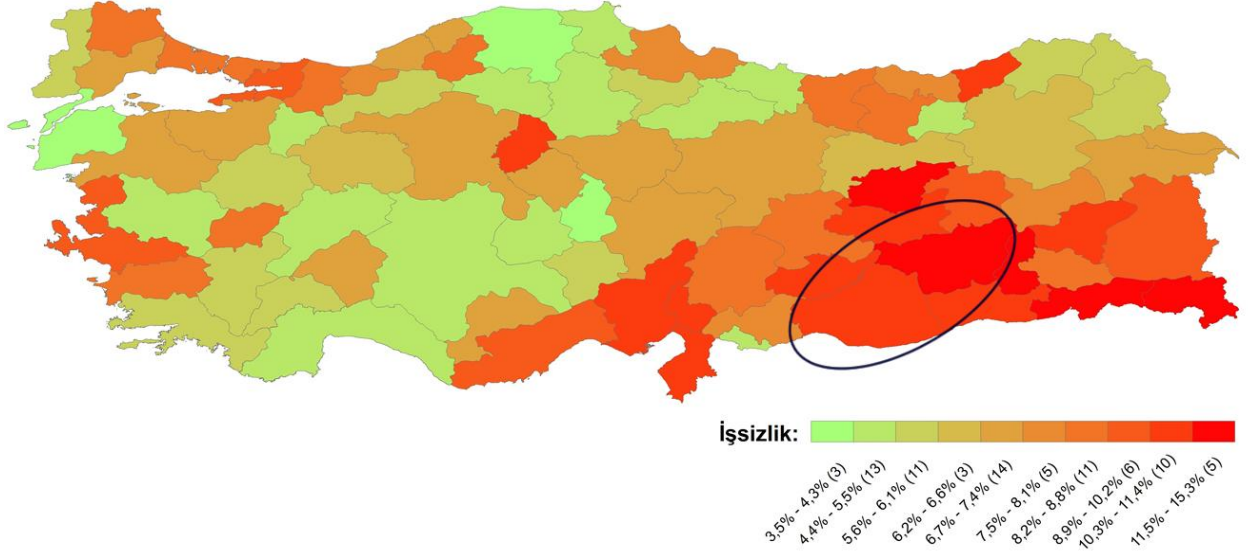 İşsizlik:
3,5% - 4,3% (3)
4,4% - 5,5% (13)
5,6% - 6,1% (11)
6,2% - 6,6% (3)
6,7% - 7,4% (14)
7,5% - 8,1% (5)
8,2% - 8,8% (11)
8,9% - 10,2% (6)
10,3% - 11,4% (10)
11,5% - 15,3% (5)